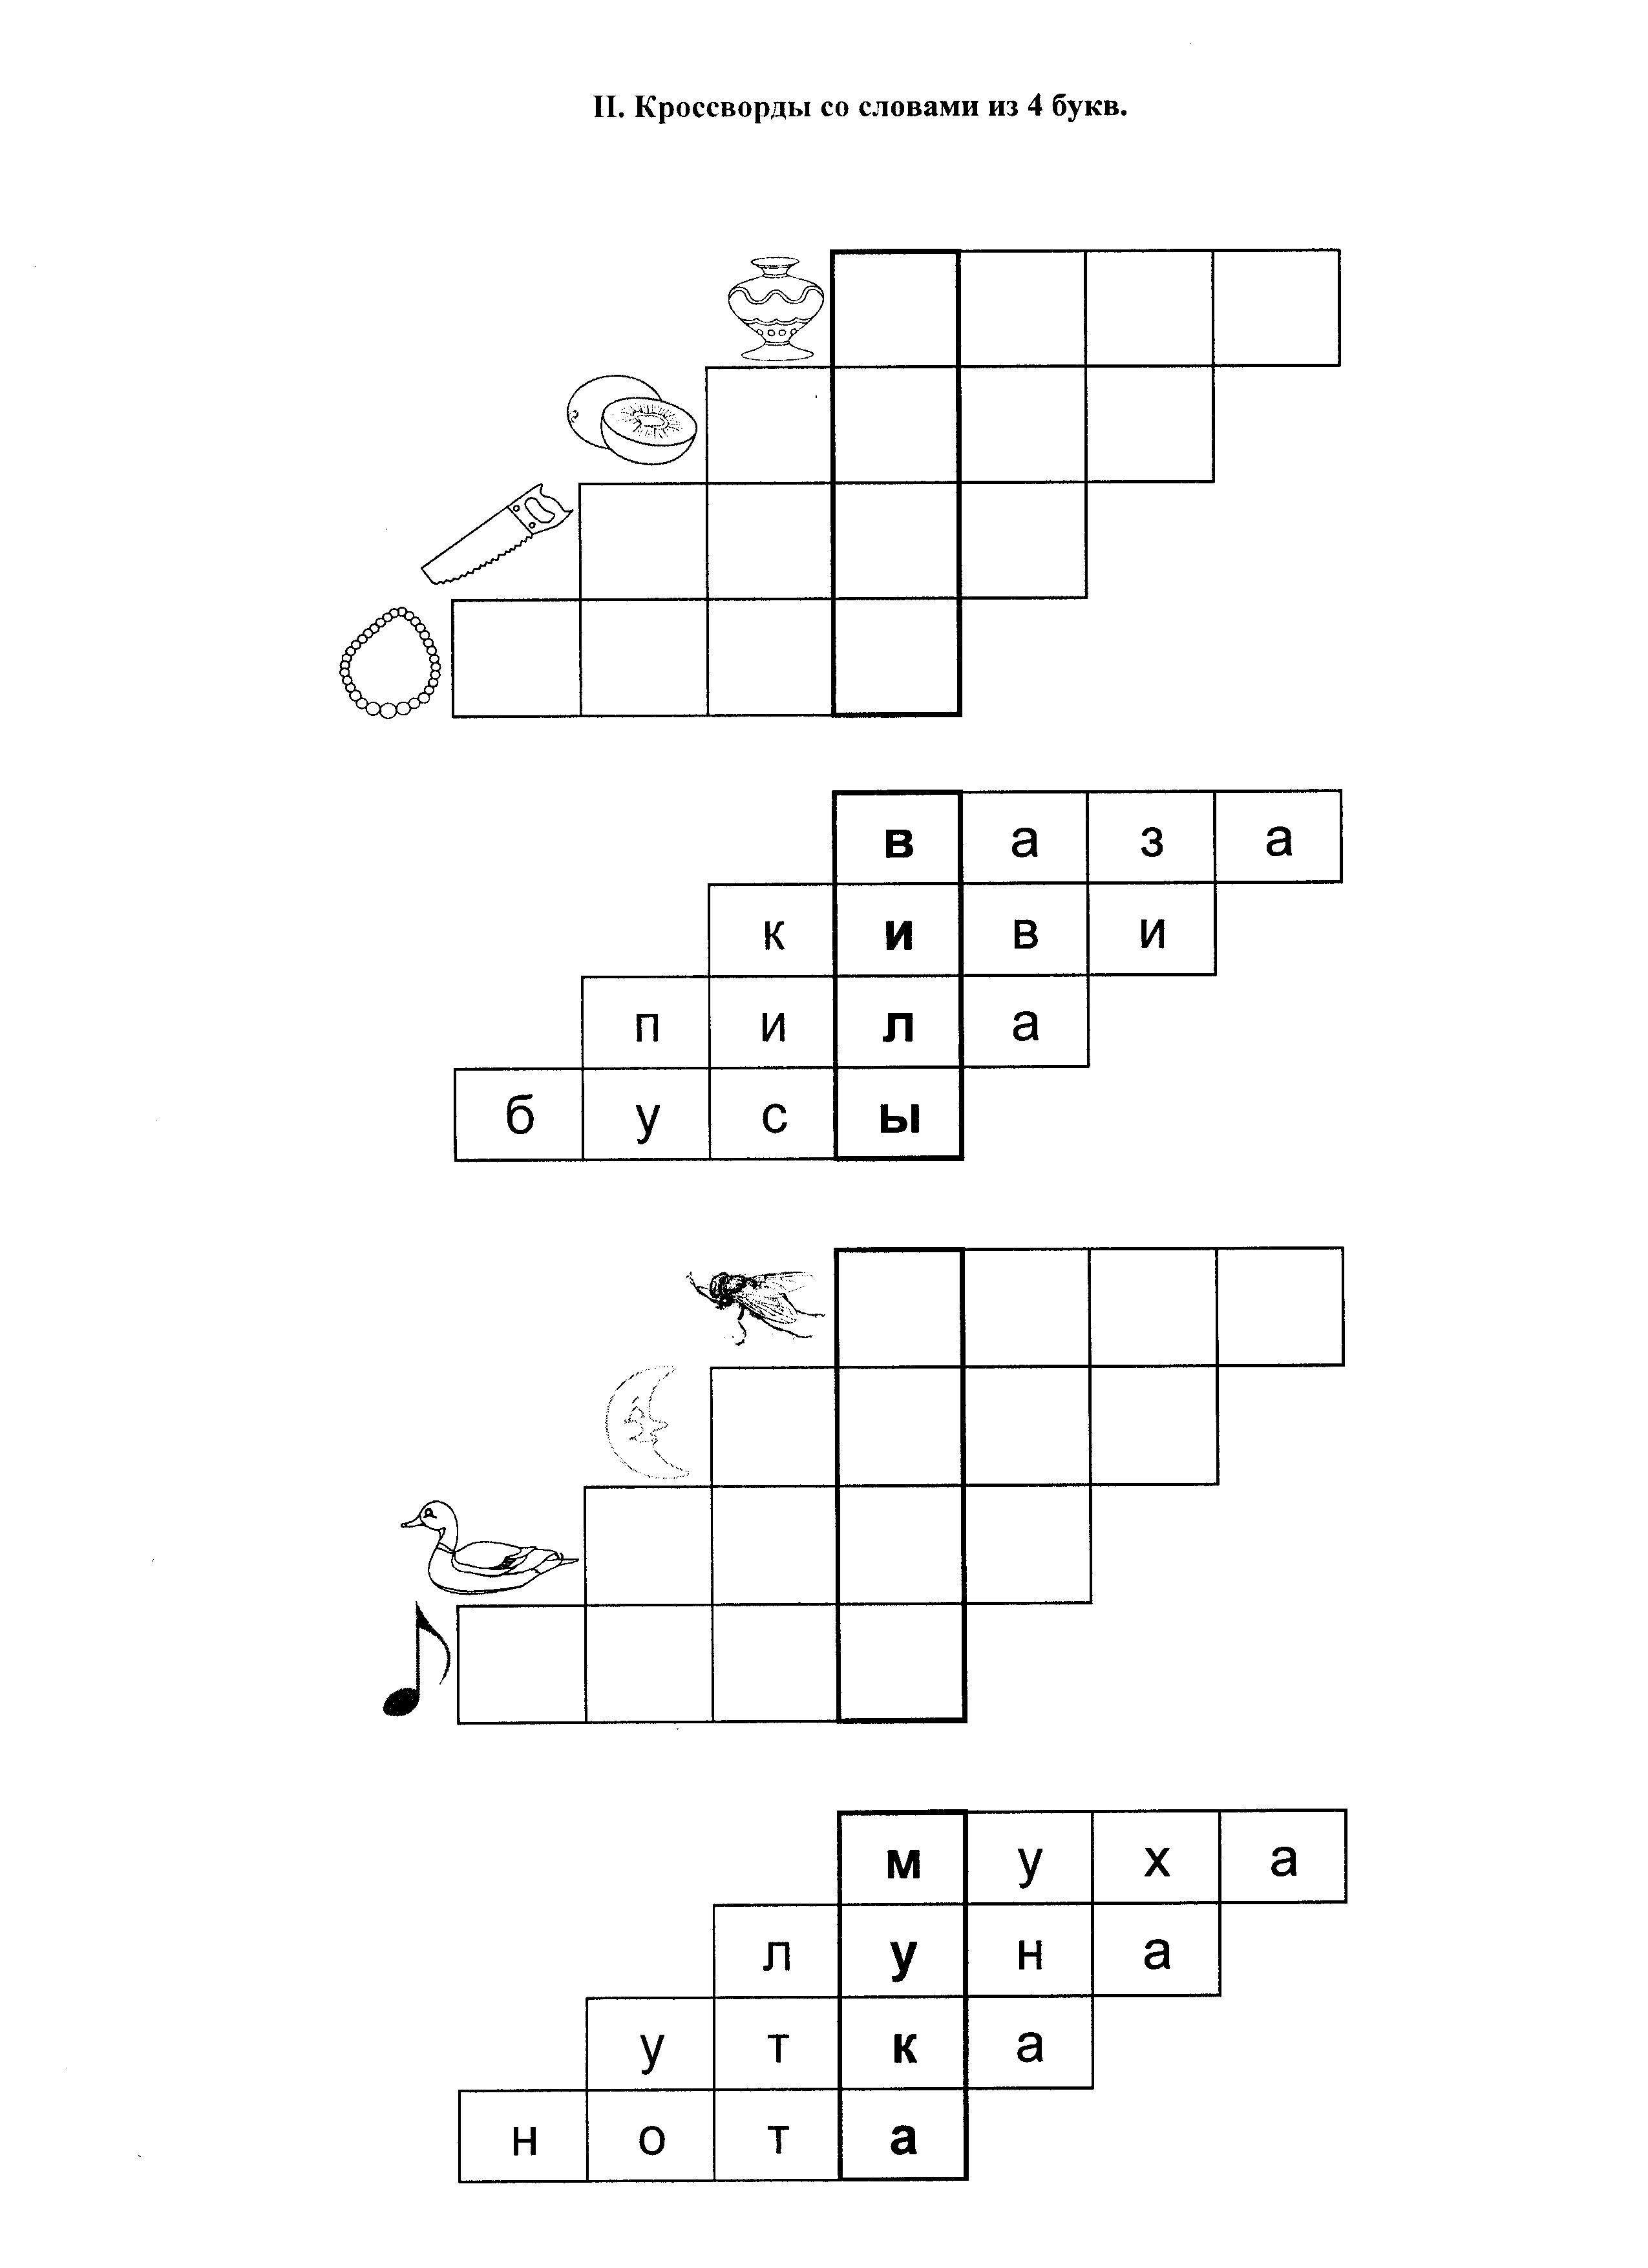 II. Кроссворды со словами из 4 букв.
в а з а
к и в и
п и л а
б у с ы
м у х а
л у н а
у т к а
н о т а